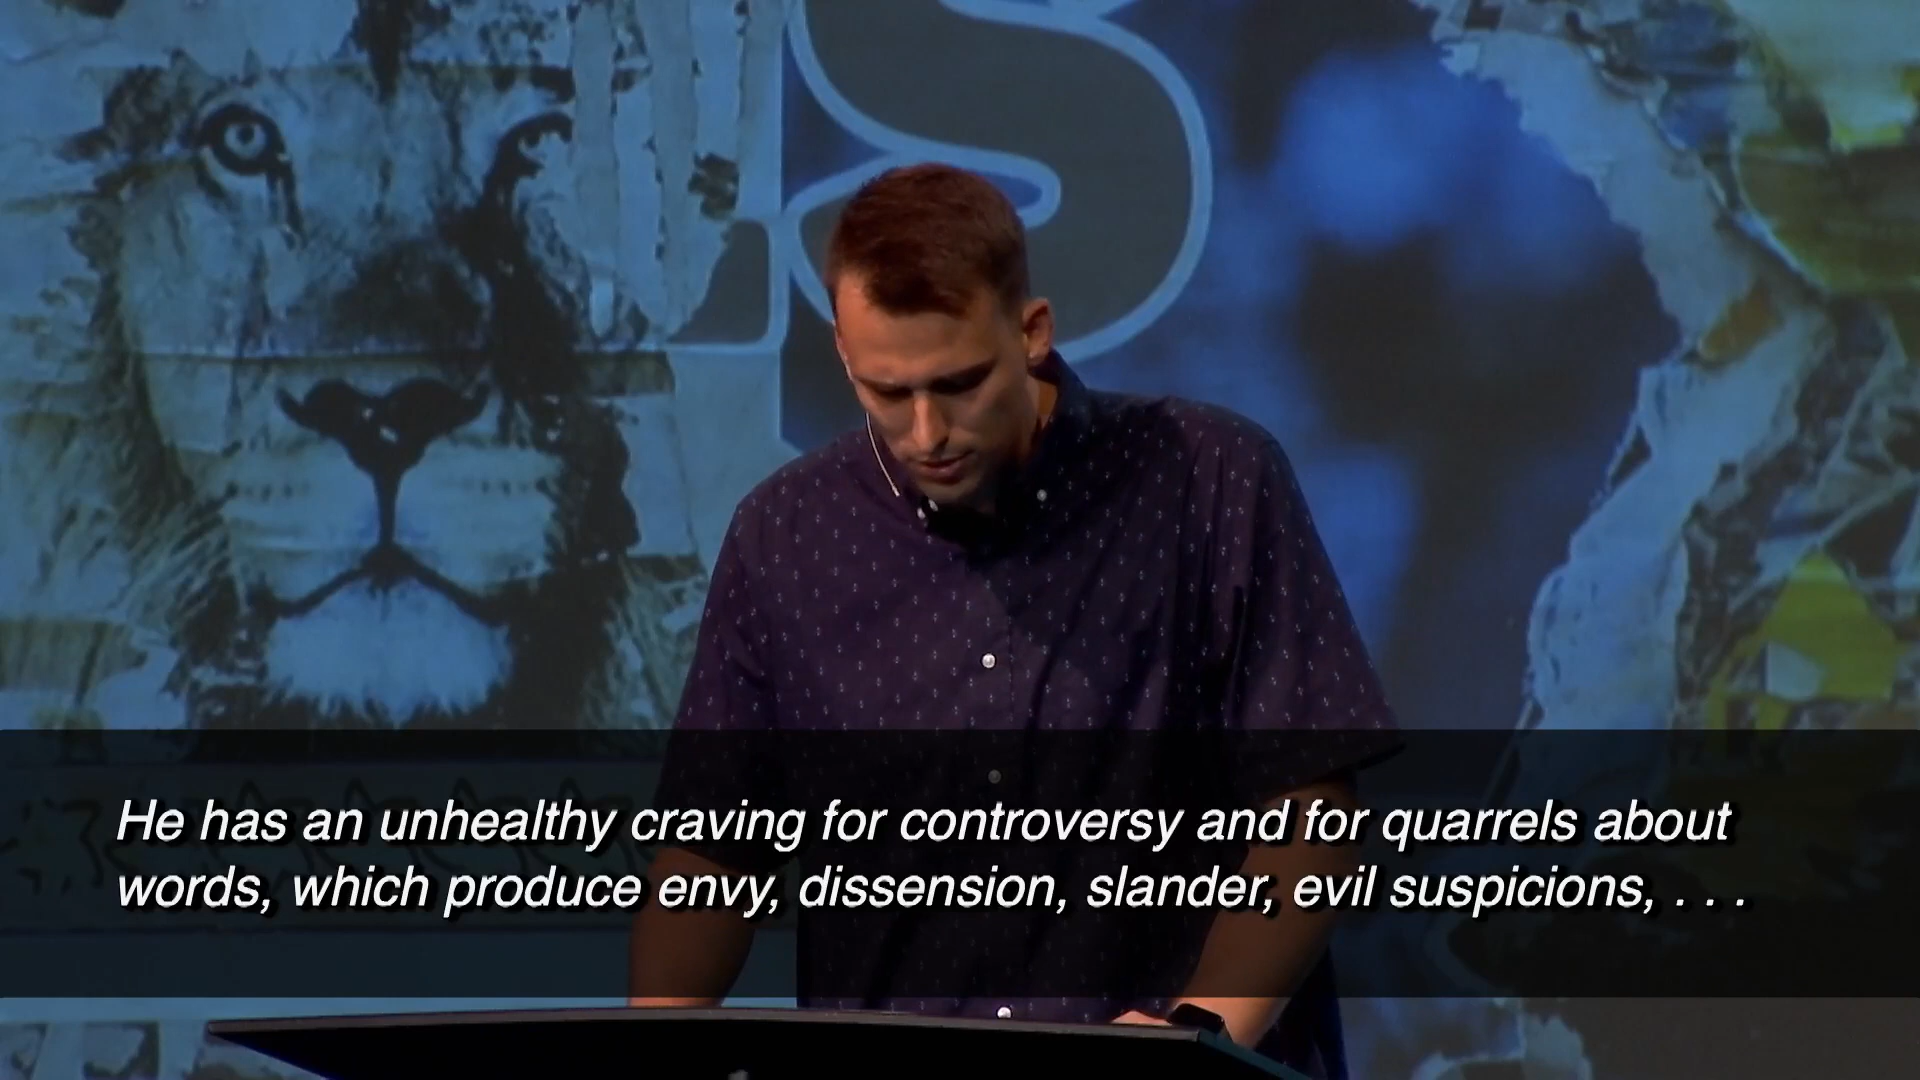 S
He has an unhealthy craving for controversy and for quarrels about
words, which produce envy, dissension, slander, evil suspicions, . . .